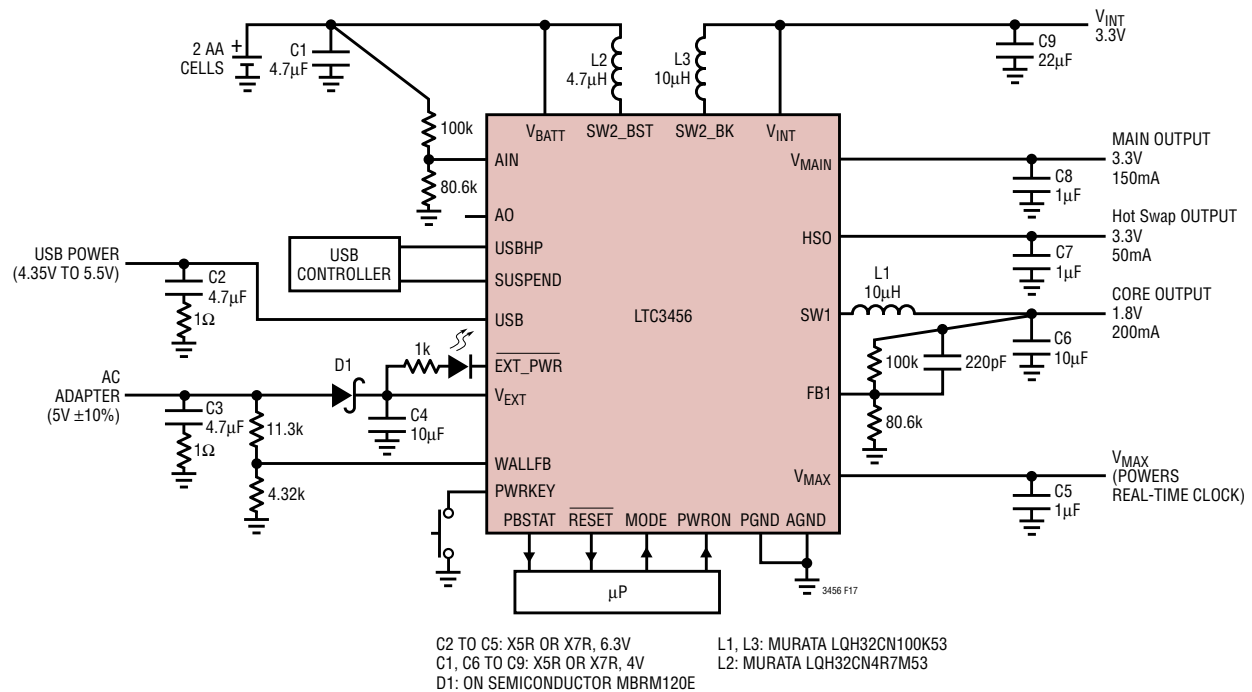 2 AA
CELLS
+
C1
4.7µF
L2
4.7µH
L3
10µH
C9
22µF
VINT
3.3V
100k
80.6k
VBATT
SW2_BST
SW2_BK
VINT
AIN
AO
USBHP
SUSPEND
USB
EXT_PWR
VEXT
WALLFB
PWRKEY
LTC3456
VMAIN
HSO
SW1
FB1
VMAX
PBSTAT
RESET
MODE
PWRON
PGND
AGND
USB
CONTROLLER
USB POWER
(4.35V TO 5.5V)
C2
4.7µF
1Ω
AC
ADAPTER
(5V ±10%)
C3
4.7µF
1Ω
11.3k
4.32k
D1
1k
C4
10µF
MAIN OUTPUT
3.3V
150mA
C8
1µF
Hot Swap OUTPUT
3.3V
50mA
C7
1µF
L1
10µH
CORE OUTPUT
1.8V
200mA
C6
10µF
100k
220pF
80.6k
VMAX
(POWERS
REAL-TIME CLOCK)
C5
1µF
µP
3456 F17
C2 TO C5: X5R OR X7R, 6.3V
C1, C6 TO C9: X5R OR X7R, 4V
D1: ON SEMICONDUCTOR MBRM120E
L1, L3: MURATA LQH32CN100K53
L2: MURATA LQH32CN4R7M53